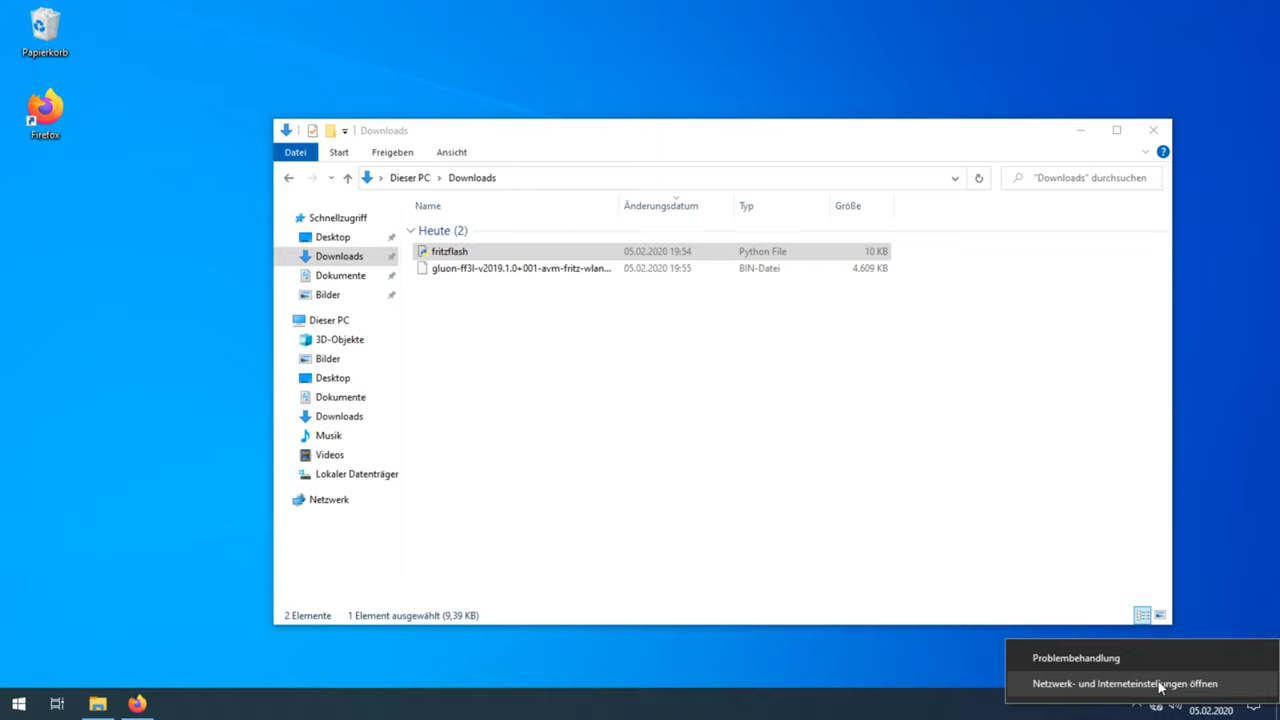 Papierkorb
Firefox
Downloads
Datei Start Freigeben Ansicht
Dieser PC Downloads "Downloads" durchsuchen
Name Änderungsdatum Typ Größe
Schnellzugriff
Desktop
Downloads
Dokumente
Bilder
Dieser PC
3D-Objekte
Bilder
Desktop
Dokumente
Downloads
Musik
Videos
Lokaler Datenträger
Netzwerk
Heute (2)
fritzflash 05.02.2020 19:54 Python File 10 KB
gluon-ff3l-v2019.1.0+001-avm-fritz-wlan... 05.02.2020 19:55 BIN-Datei 4.609 KB
2 Elemente 1 Element ausgewählt (9,39 KB)
Problembehandlung
Netzwerk- und Interneteinstellungen öffnen
05.02.2020